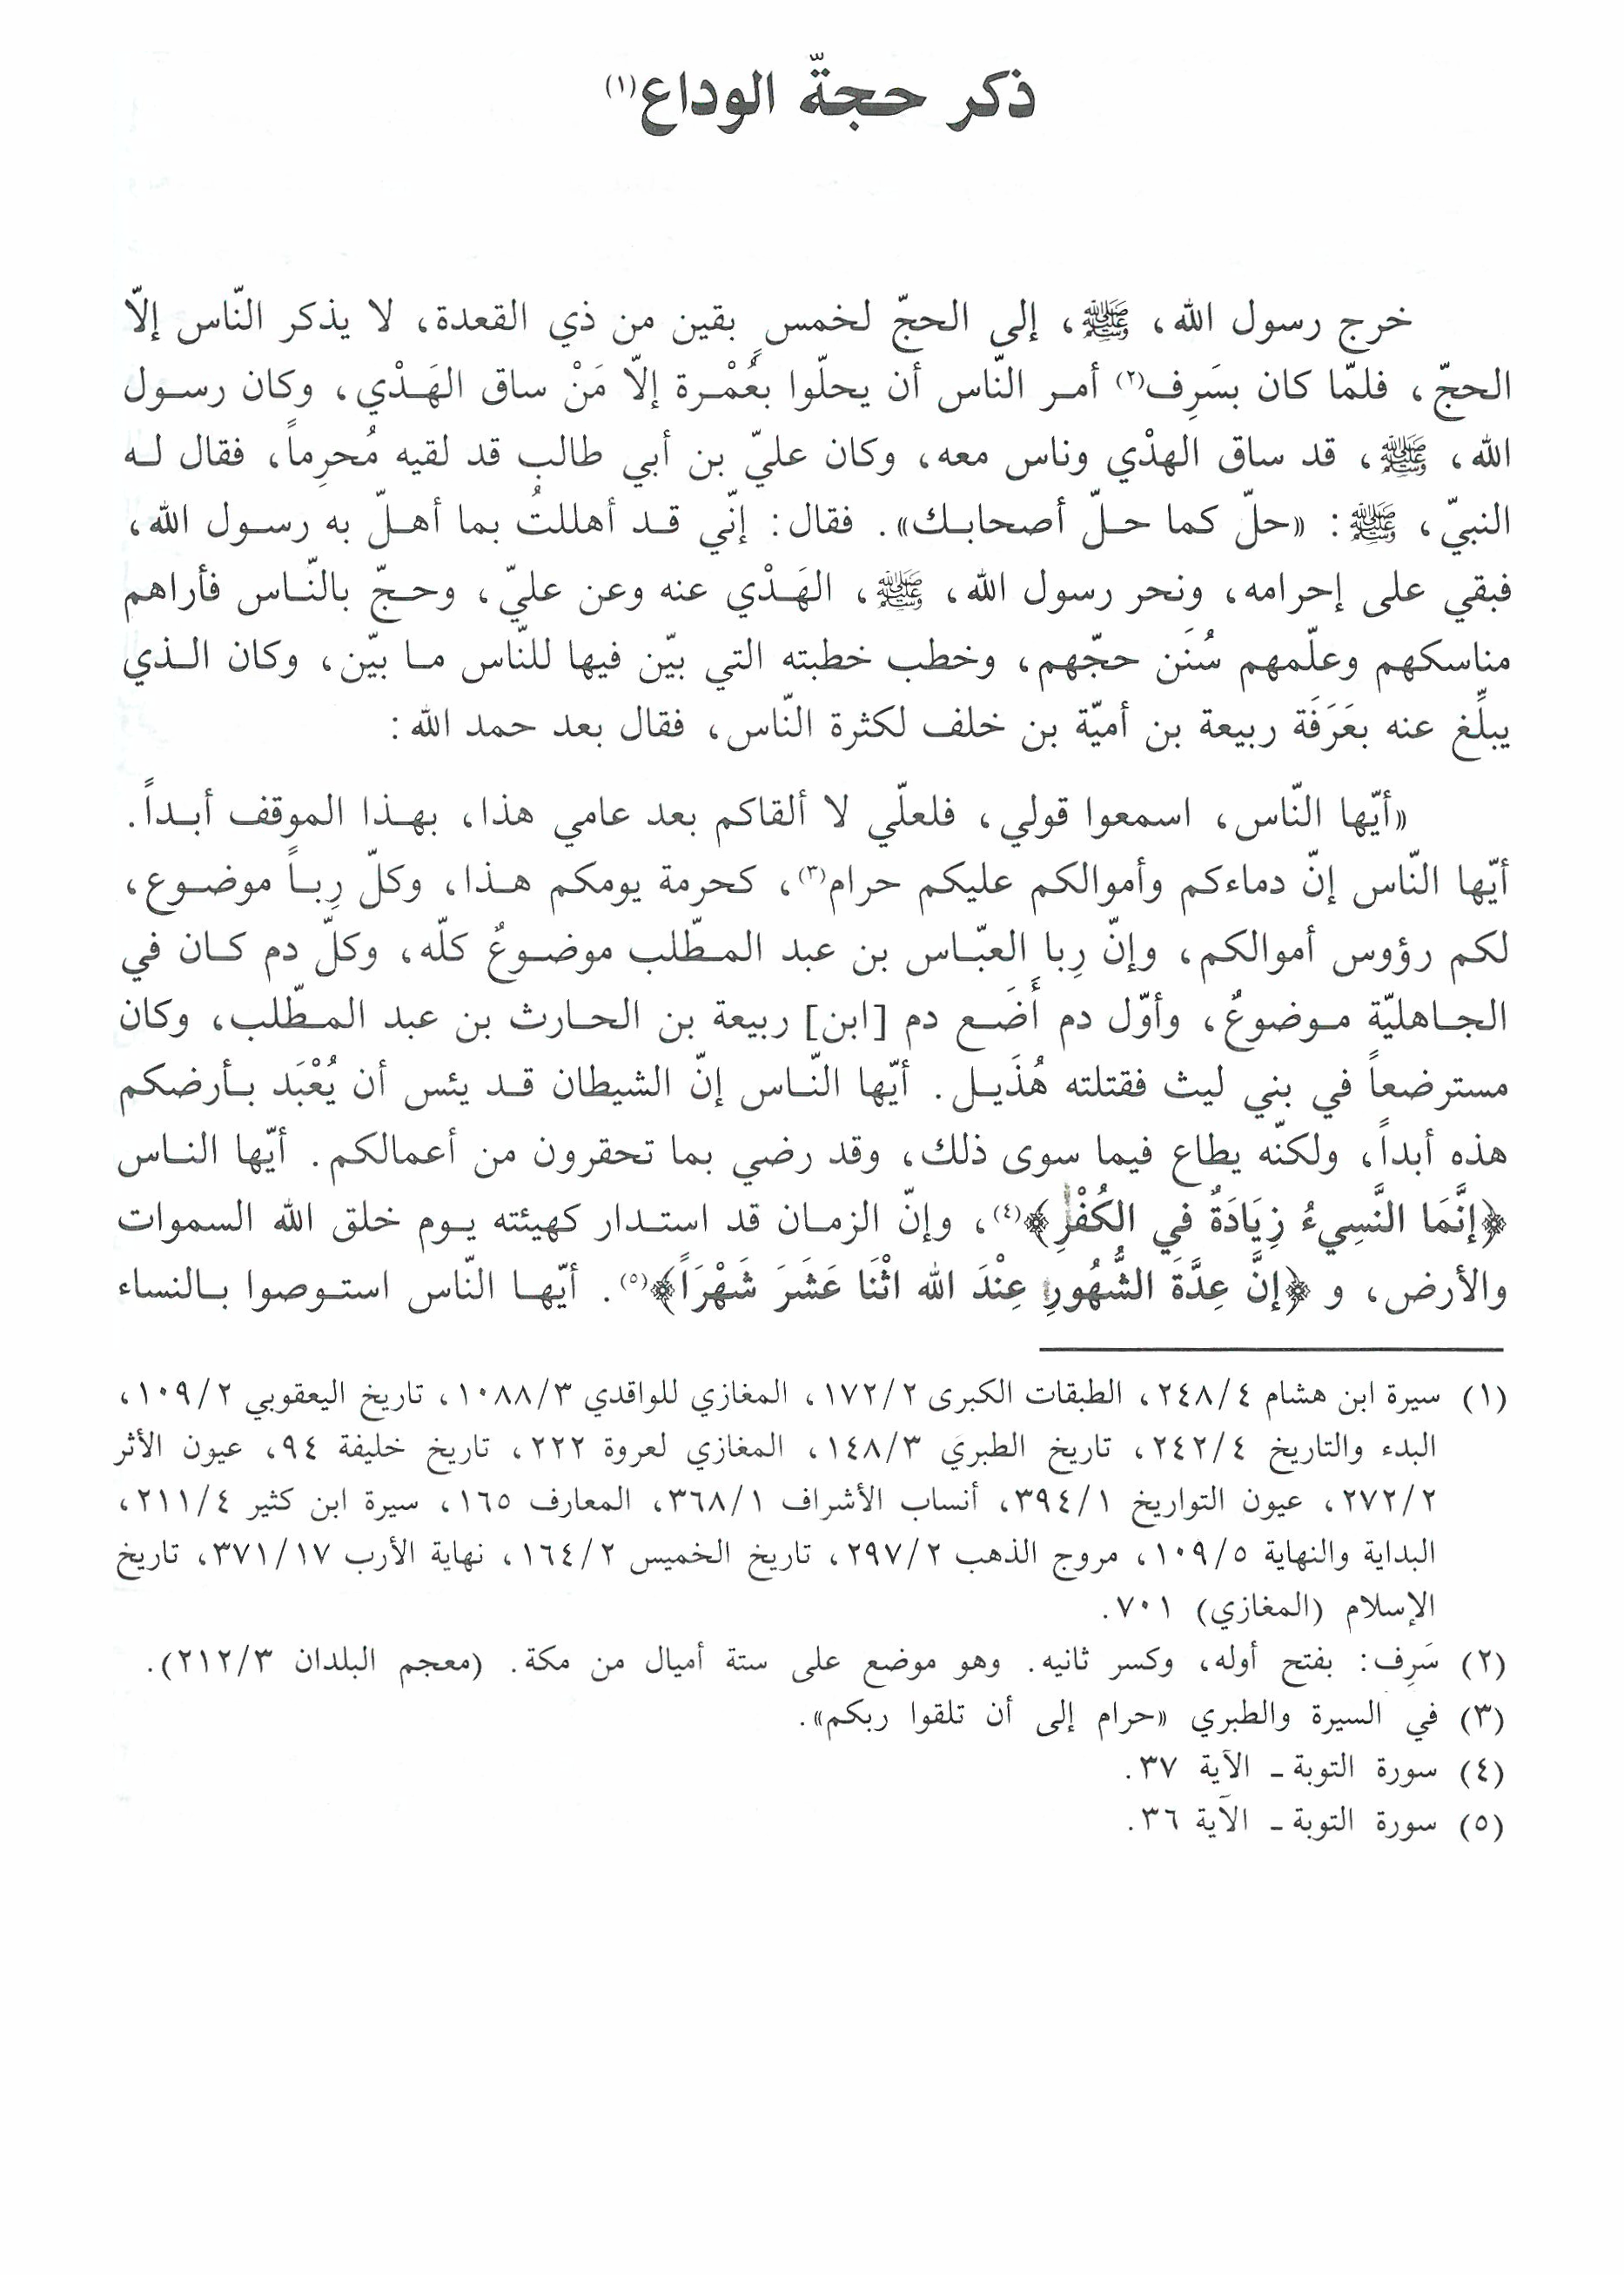 ذكر حجّة الوداع(١)
خرج رسول الله، ﷺ، إلى الحجّ لخمسٍ بقين من ذي القعدة، لا يذكر النّاس إلّا
الحجّ، فلمّا كان بسَرِف(٢) أمر النّاس أن يحلّوا بعُمْرة إلّا مَنْ ساق الهَدْي، وكان رسول
الله، ﷺ، قد ساق الهدْي وناس معه، وكان عليّ بن أبي طالب قد لقيه مُحرِماً، فقال له
النبيّ، ﷺ: «حلّ كما حلّ أصحابك». فقال: إنّي قد أهللتُ بما أهلّ به رسول الله،
فبقي على إحرامه، ونحر رسول الله، ﷺ، الهَدْي عنه وعن عليّ، وحجّ بالنّاس فأراهم
مناسكهم وعلّمهم سُنَن حجّهم، وخطب خطبته التي بيّن فيها للنّاس ما بيّن، وكان الذي
يبلِّغ عنه بعَرَفَة ربيعة بن أميّة بن خلف لكثرة النّاس، فقال بعد حمد الله:
«أيّها النّاس، اسمعوا قولي، فلعلّي لا ألقاكم بعد عامي هذا، بهذا الموقف أبداً.
أيّها النّاس إنّ دماءكم وأموالكم عليكم حرام(٣)، كحرمة يومكم هذا، وكلّ رِباً موضوع،
لكم رؤوس أموالكم، وإنّ رِبا العبّاس بن عبد المطّلب موضوعٌ كلّه، وكلّ دم كان في
الجاهليّة موضوعٌ، وأوّل دم أَضَع دم [ابن] ربيعة بن الحارث بن عبد المطّلب، وكان
مسترضعاً في بني ليث فقتلته هُذَيل. أيّها النّاس إنّ الشيطان قد يئس أن يُعْبَد بأرضكم
هذه أبداً، ولكنّه يطاع فيما سوى ذلك، وقد رضي بما تحقرون من أعمالكم. أيّها الناس
﴿إنَّمَا النَّسِيءُ زِيَادَةٌ في الكُفْرِ﴾(٤)، وإنّ الزمان قد استدار كهيئته يوم خلق الله السموات
والأرض، و ﴿إنَّ عِدَّةَ الشُّهُورِ عِنْدَ الله اثْنَا عَشَرَ شَهْرَاً﴾(٥). أيّها النّاس استوصوا بالنساء
(١) سيرة ابن هشام ٢٤٨/٤، الطبقات الكبرى ١٧٢/٢، المغازي للواقدي ١٠٨٨/٣، تاريخ اليعقوبي ١٠٩/٢،
البدء والتاريخ ٢٤٢/٤، تاريخ الطبري ١٤٨/٣، المغازي لعروة ٢٢٢، تاريخ خليفة ٩٤، عيون الأثر
٢٧٢/٢، عيون التواريخ ٣٩٤/١، أنساب الأشراف ٣٦٨/١، المعارف ١٦٥، سيرة ابن كثير ٢١١/٤،
البداية والنهاية ١٠٩/٥، مروج الذهب ٢٩٧/٢، تاريخ الخميس ١٦٤/٢، نهاية الأرب ٣٧١/١٧، تاريخ
الإسلام (المغازي) ٧٠١.
(٢) سَرِف: بفتح أوله، وكسر ثانيه. وهو موضع على ستة أميال من مكة. (معجم البلدان ٢١٢/٣).
(٣) في السيرة والطبري «حرام إلى أن تلقوا ربكم».
(٤) سورة التوبة ـ الآية ٣٧.
(٥) سورة التوبة ـ الآية ٣٦.